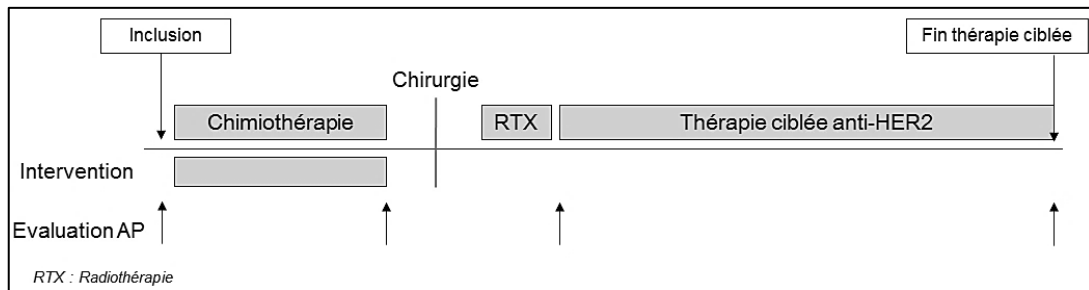 Inclusion
Fin thérapie ciblée
Chirurgie
Chimiothérapie
RTX
Thérapie ciblée anti-HER2
Intervention
Evaluation AP
RTX : Radiothérapie